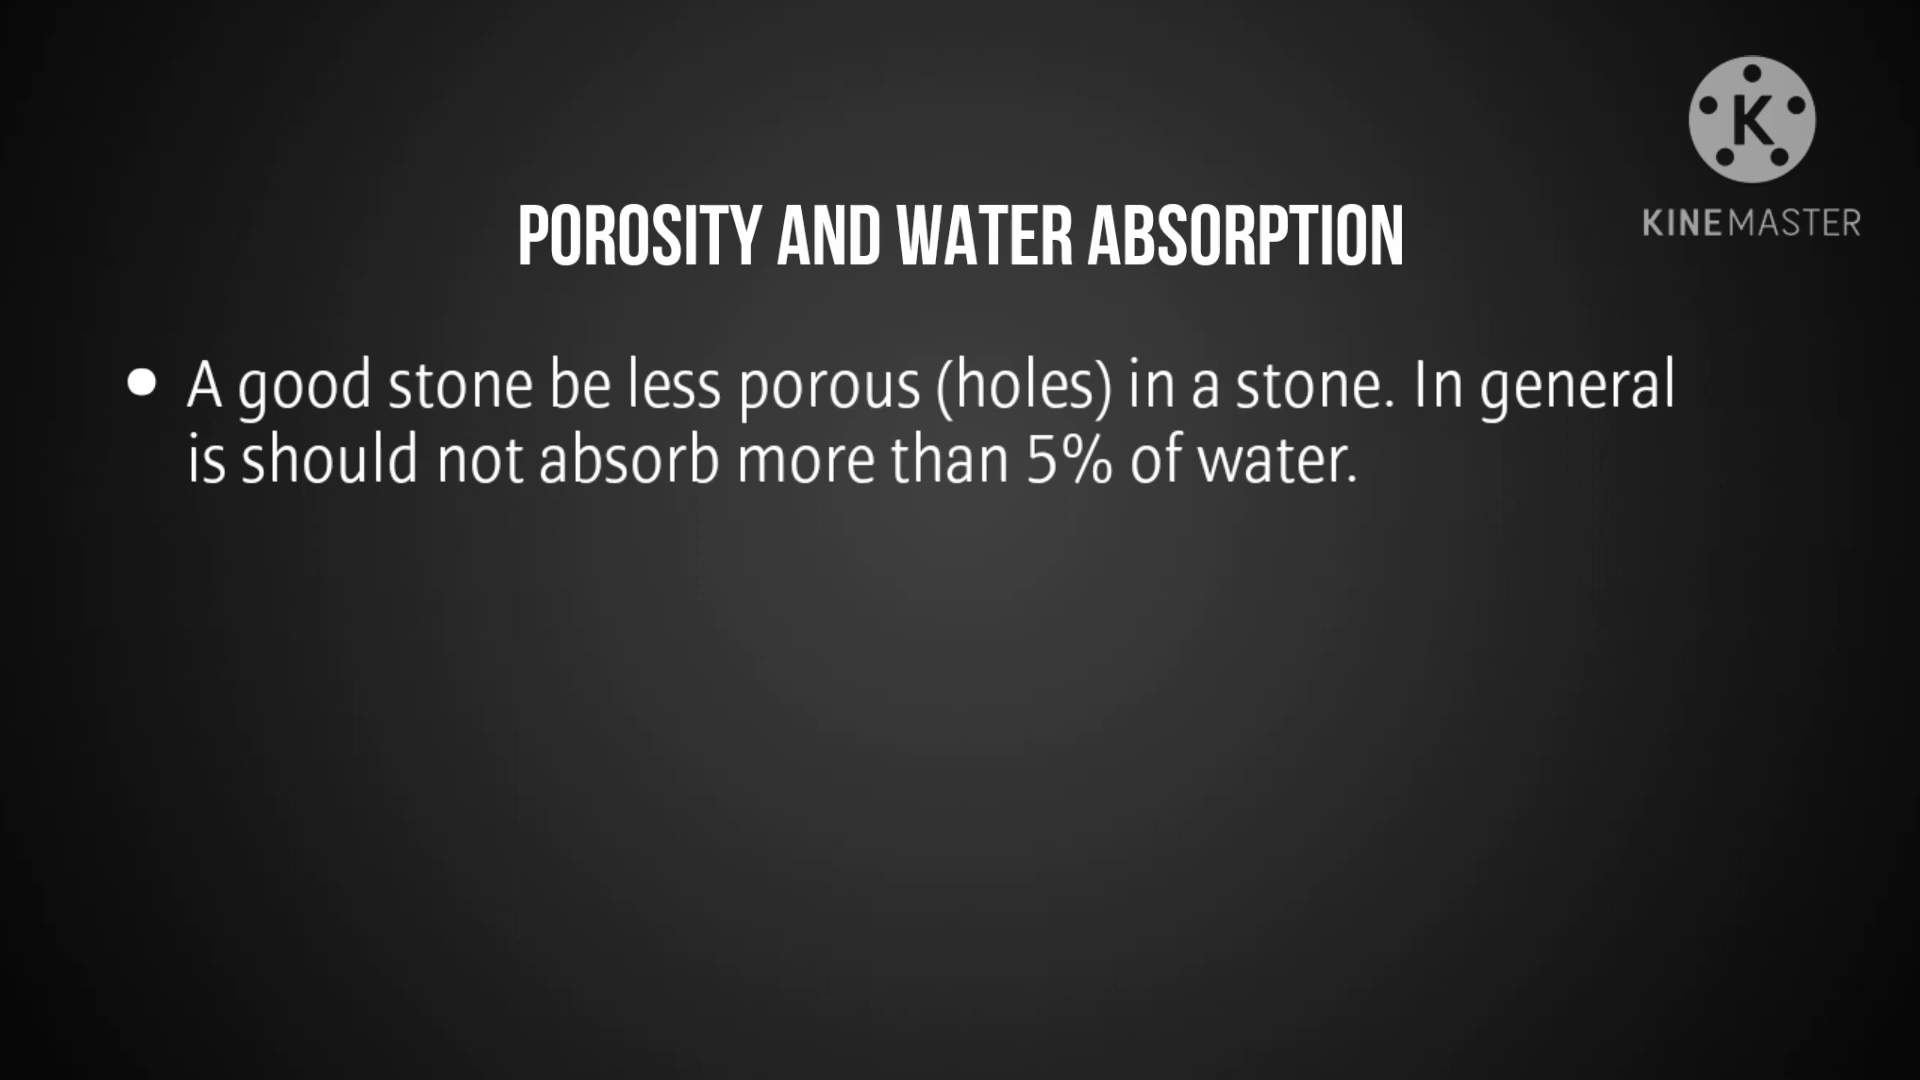 K
KINEMASTER
POROSITY AND WATER ABSORPTION
• A good stone be less porous (holes) in a stone. In general
is should not absorb more than 5% of water.